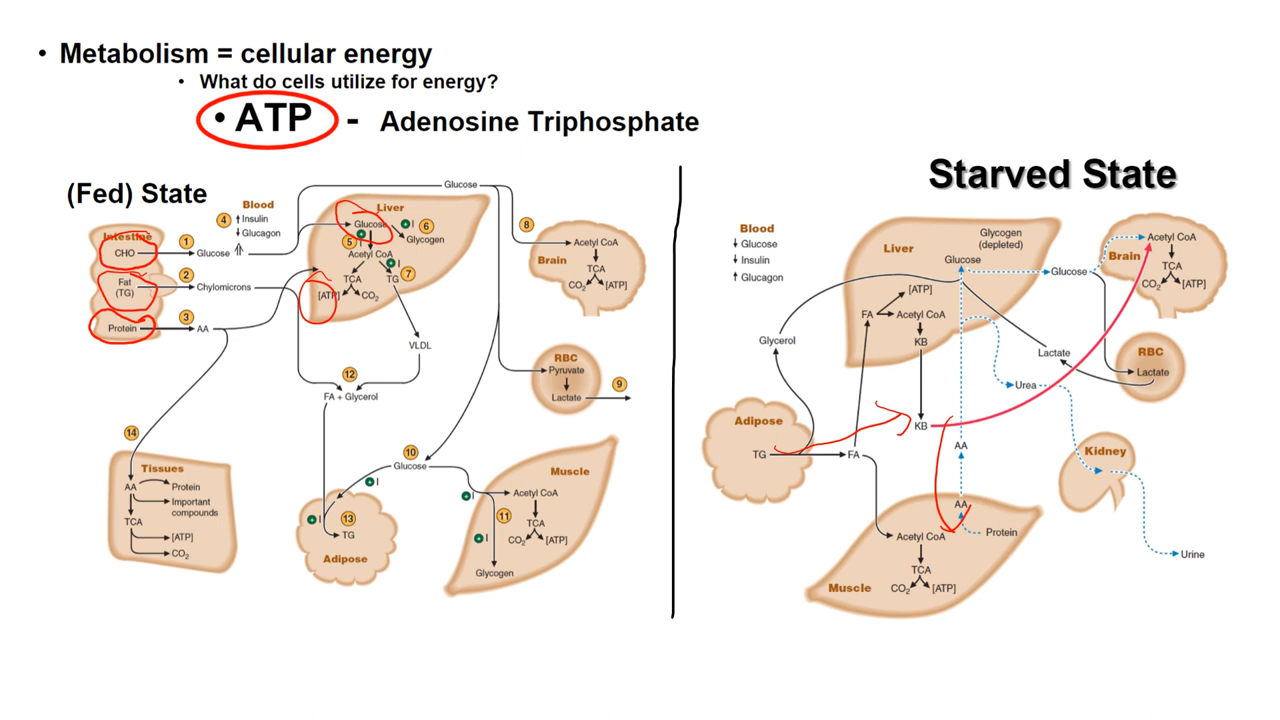 • Metabolism = cellular energy
• What do cells utilize for energy?
• ATP - Adenosine Triphosphate
(Fed) State
Blood
4 ↑ Insulin
↓ Glucagon
Intestine
CHO 1 Glucose
Fat
(TG) 2 Chylomicrons
Protein 3 AA
Glucose
Liver
Glucose + I 6
Glycogen
5 + I
Acetyl CoA
+ I
TCA TG 7
[ATP] CO2
VLDL
12
FA + Glycerol
8
Acetyl CoA
Brain
TCA
CO2 [ATP]
RBC
Pyruvate
Lactate 9
14
Tissues
AA Protein
Important
compounds
TCA
[ATP]
CO2
10
Glucose
+ I
+ I 13
TG
Adipose
Muscle
+ I Acetyl CoA
11
TCA
+ I CO2 [ATP]
Glycogen
Starved State
Blood
↓ Glucose
↓ Insulin
↑ Glucagon
Liver
Glycogen
(depleted)
Glucose
[ATP]
FA Acetyl CoA
KB
Glucose
Acetyl CoA
Brain
TCA
CO2 [ATP]
Glycerol
Lactate
RBC
Lactate
Urea
Adipose
TG FA
KB
AA
Kidney
Urine
AA
Protein
Acetyl CoA
TCA
Muscle CO2 [ATP]